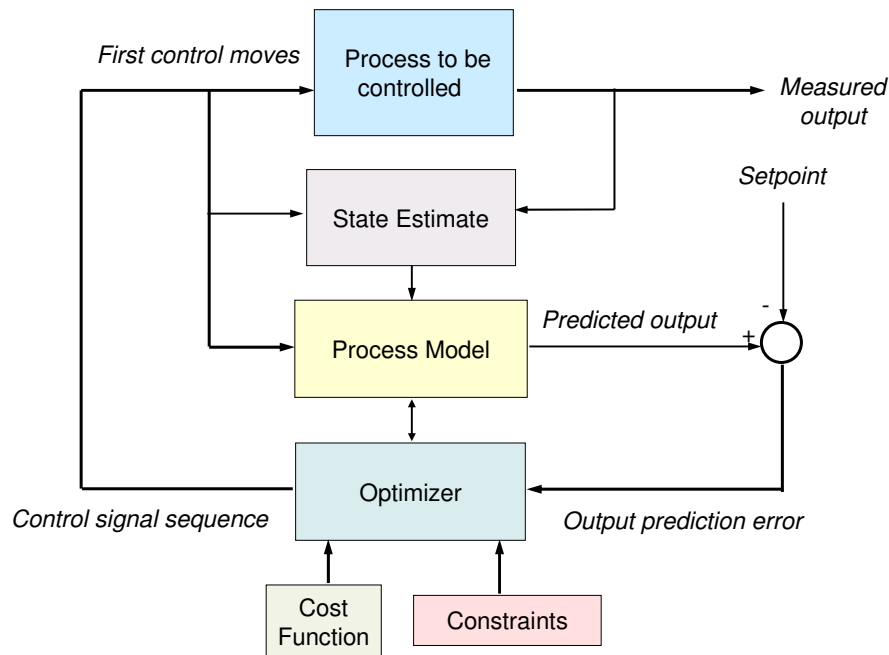 First control moves
Process to be
controlled
Measured
output
Setpoint
State Estimate
-
Predicted output
+
Process Model
Optimizer
Control signal sequence
Output prediction error
Cost
Function
Constraints